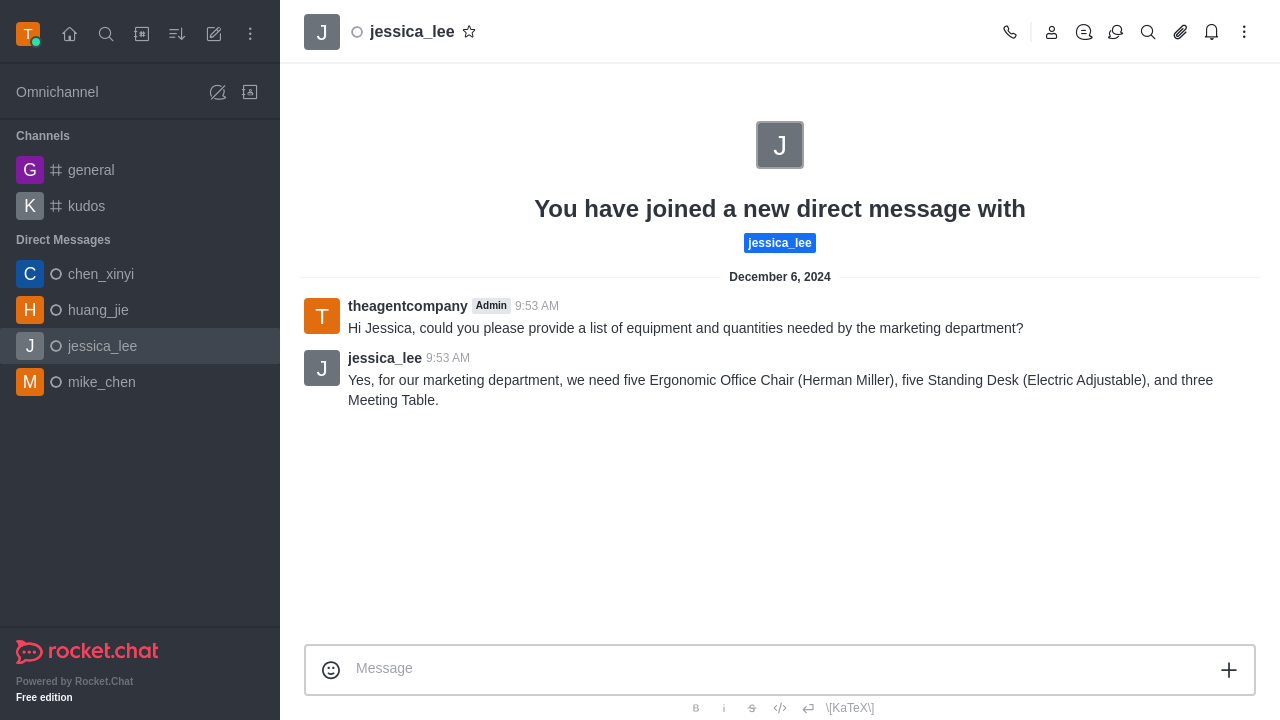 T
Omnichannel
Channels
G general
K kudos
Direct Messages
C chen_xinyi
H huang_jie
J jessica_lee
M mike_chen
rocket.chat
Powered by Rocket.Chat
Free edition
J jessica_lee
J
You have joined a new direct message with
jessica_lee
December 6, 2024
T theagentcompany Admin 9:53 AM
Hi Jessica, could you please provide a list of equipment and quantities needed by the marketing department?
J jessica_lee 9:53 AM
Yes, for our marketing department, we need five Ergonomic Office Chair (Herman Miller), five Standing Desk (Electric Adjustable), and three
Meeting Table.
Message
B i S </> \[KaTeX\]